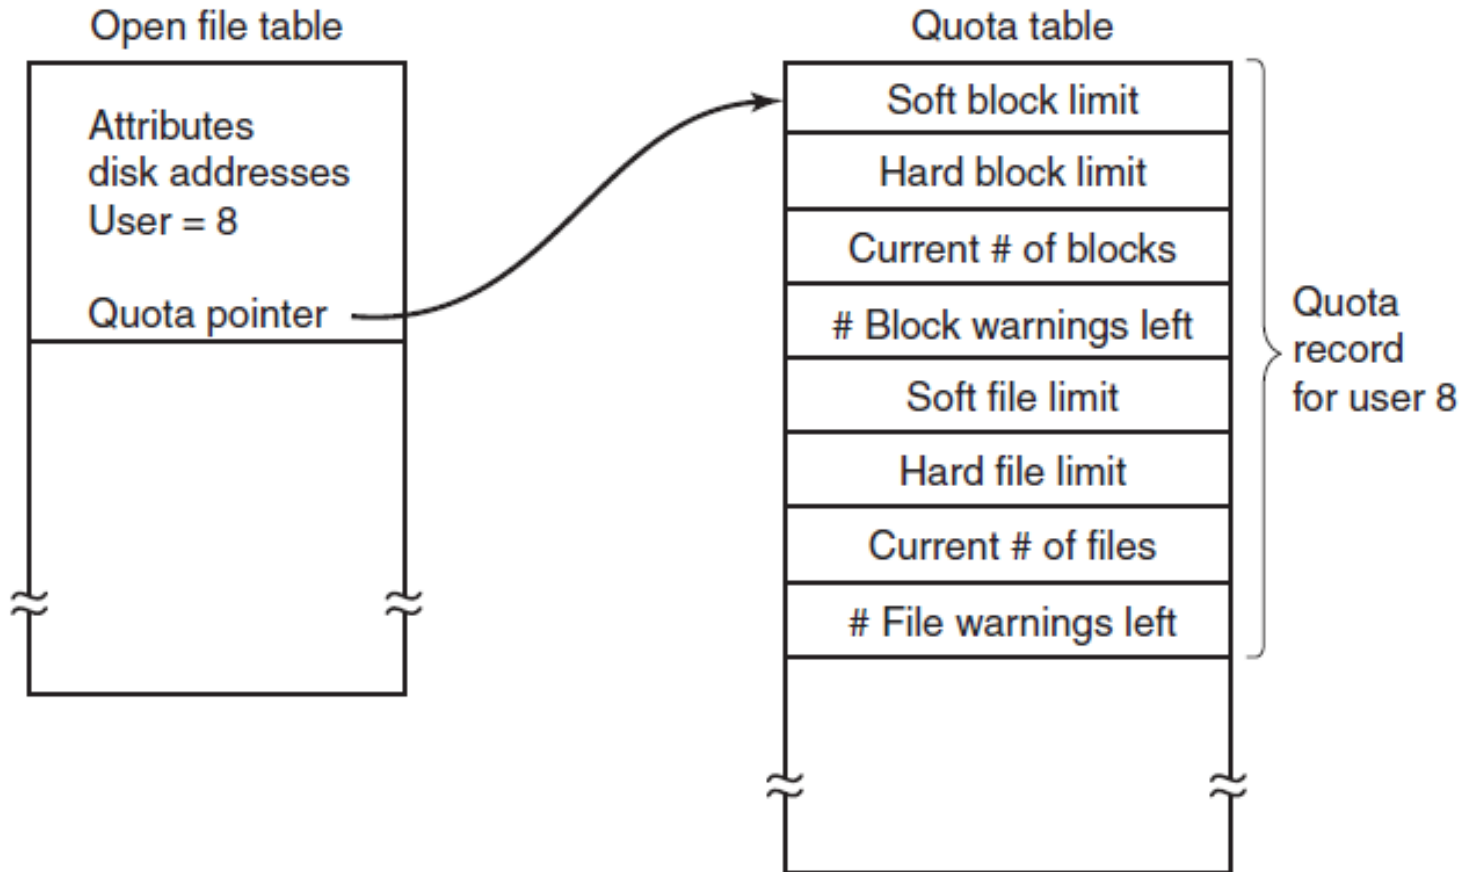 Open file table
Attributes
disk addresses
User = 8
Quota pointer
Quota table
Soft block limit
Hard block limit
Current # of blocks
# Block warnings left
Soft file limit
Hard file limit
Current # of files
# File warnings left
Quota
record
for user 8